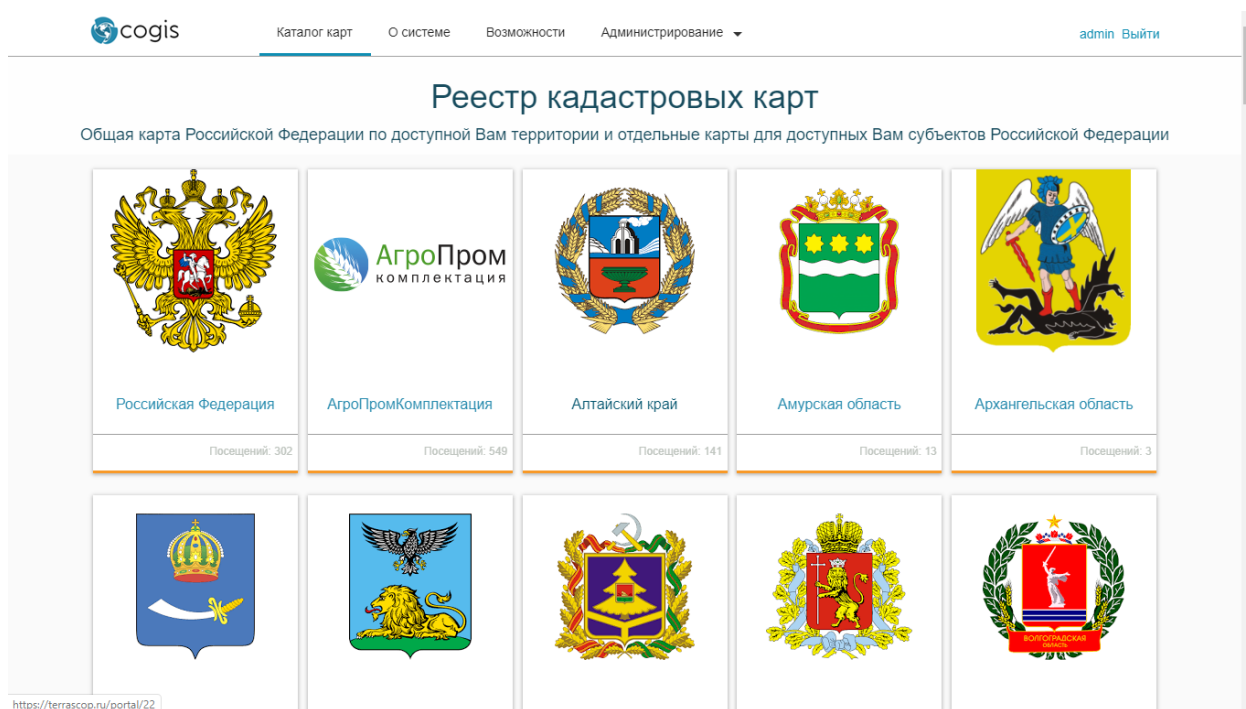 cogis
Каталог карт
О системе
Возможности
Администрирование
admin Выйти
Реестр кадастровых карт
Общая карта Российской Федерации по доступной Вам территории и отдельные карты для доступных Вам субъектов Российской Федерации
АгроПром
комплектация
Российская Федерация
АгроПромКомплектация
Алтайский край
Амурская область
Архангельская область
Посещений: 302
Посещений: 549
Посещений: 141
Посещений: 13
Посещений: 3
ВОЛГОГРАДСКАЯ
ОБЛАСТЬ
https://terrascop.ru/portal/22